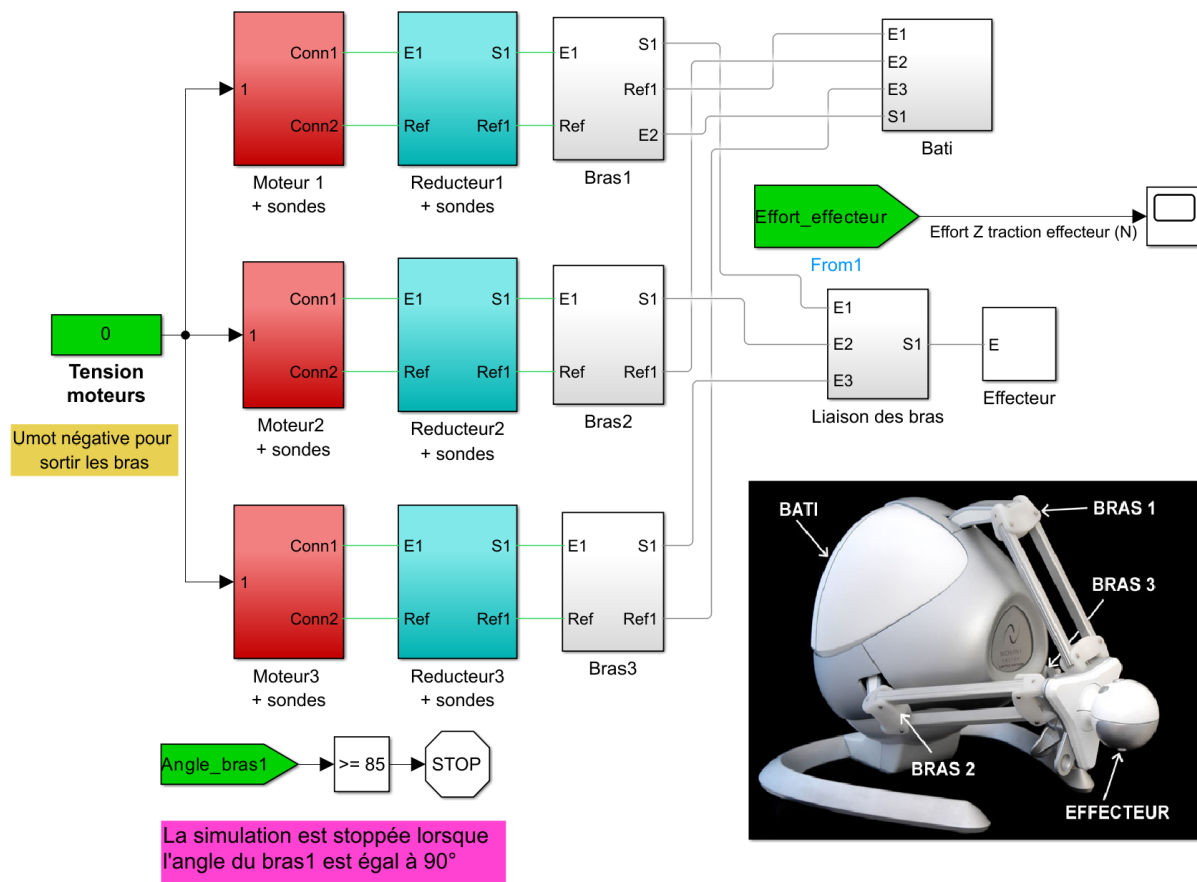 Conn1
1
Conn2
Moteur 1
+ sondes
E1
S1
Ref
Ref1
Reducteur1
+ sondes
E1
S1
Ref1
Ref
E2
Bras1
E1
E2
E3
S1
Bati
Effort_effecteur
From1
Effort Z traction effecteur (N)
0
Tension
moteurs
Umot négative pour
sortir les bras
Conn1
1
Conn2
Moteur2
+ sondes
E1
S1
Ref
Ref1
Reducteur2
+ sondes
E1
S1
Ref
Ref1
Bras2
E1
E2
S1
E3
Liaison des bras
E
Effecteur
Conn1
1
Conn2
Moteur3
+ sondes
E1
S1
Ref
Ref1
Reducteur3
+ sondes
E1
S1
Ref
Ref1
Bras3
Angle_bras1
>= 85
STOP
La simulation est stoppée lorsque
l'angle du bras1 est égal à 90°
BATI
BRAS 1
BRAS 3
BRAS 2
EFFECTEUR